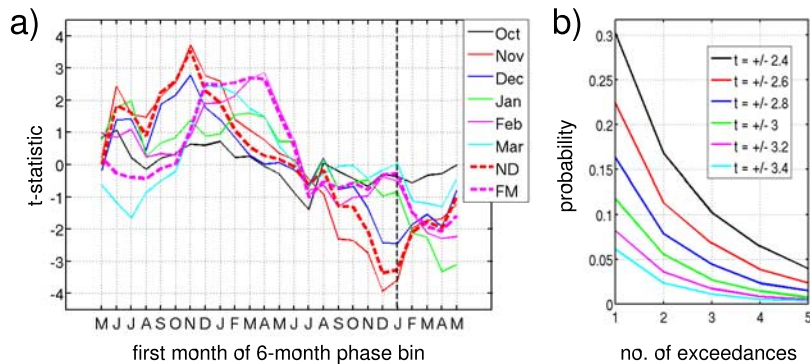 a)
4
3
2
1
0
-1
-2
-3
-4
t-statistic
M J J A S O N D J F M A M J J A S O N D J F M A M
first month of 6-month phase bin
Oct
Nov
Dec
Jan
Feb
Mar
ND
FM
b)
0.3
0.25
0.2
0.15
0.1
0.05
0
probability
1 2 3 4 5
no. of exceedances
t = +/- 2.4
t = +/- 2.6
t = +/- 2.8
t = +/- 3
t = +/- 3.2
t = +/- 3.4